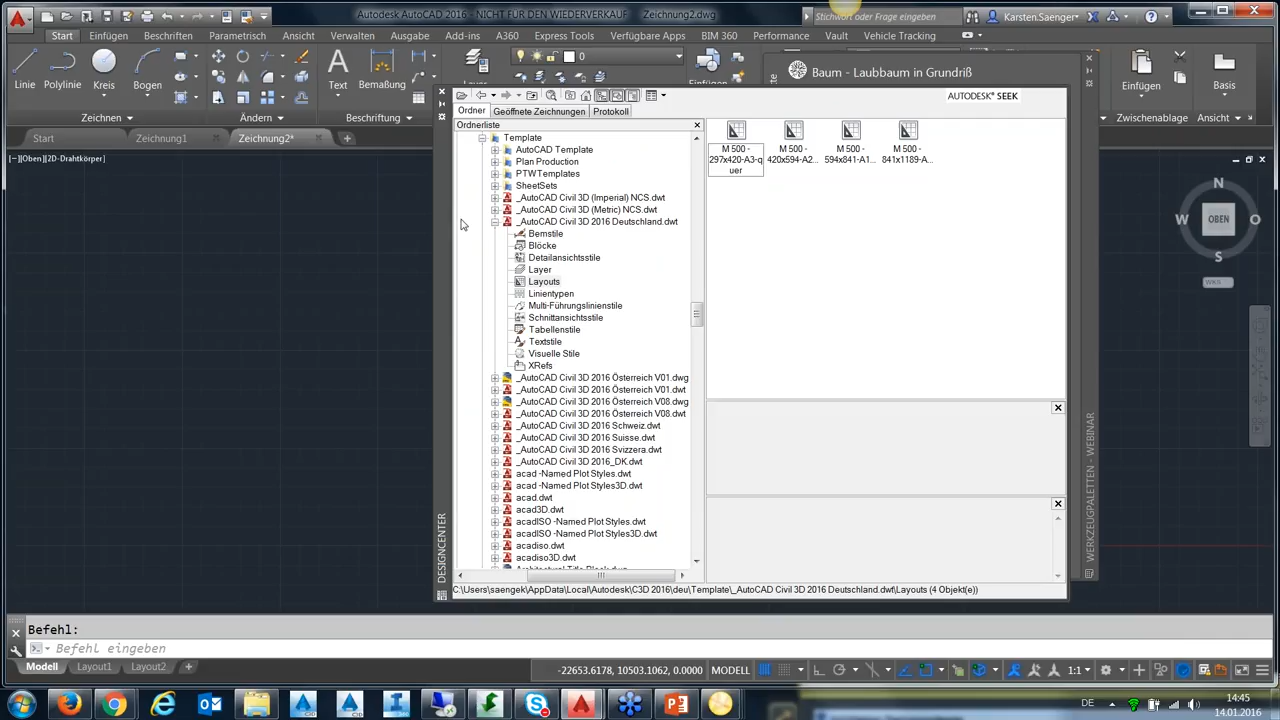 Autodesk AutoCAD 2016 - NICHT FÜR DEN WIEDERVERKAUF Zeichnung2.dwg
Stichwort oder Frage eingeben
Karsten.Saenger
Start Einfügen Beschriften Parametrisch Ansicht Verwalten Ausgabe Add-ins A360 Express Tools Verfügbare Apps BIM 360 Performance Vault Vehicle Tracking
Linie Polylinie Kreis Bogen
Text Bemaßung
Layer-
0
Einfügen
Baum - Laubbaum in Grundriß
Einfügen
Basis
Zeichnen
Ändern
Beschriftung
Zwischenablage
Ansicht
Start Zeichnung1 Zeichnung2*
[–][Oben][2D-Drahtkörper]
AUTODESK® SEEK
Ordner Geöffnete Zeichnungen Protokoll
Ordnerliste
Template
AutoCAD Template
Plan Production
PTWTemplates
SheetSets
_AutoCAD Civil 3D (Imperial) NCS.dwt
_AutoCAD Civil 3D (Metric) NCS.dwt
_AutoCAD Civil 3D 2016 Deutschland.dwt
Bemstile
Blöcke
Detailansichtsstile
Layer
Layouts
Linientypen
Multi-Führungslinienstile
Schnittansichtsstile
Tabellenstile
Textstile
Visuelle Stile
XRefs
_AutoCAD Civil 3D 2016 Österreich V01.dwg
_AutoCAD Civil 3D 2016 Österreich V01.dwt
_AutoCAD Civil 3D 2016 Österreich V08.dwg
_AutoCAD Civil 3D 2016 Österreich V08.dwt
_AutoCAD Civil 3D 2016 Schweiz.dwt
_AutoCAD Civil 3D 2016 Suisse.dwt
_AutoCAD Civil 3D 2016 Svizzera.dwt
_AutoCAD Civil 3D 2016_DK.dwt
acad -Named Plot Styles.dwt
acad -Named Plot Styles3D.dwt
acad.dwt
acad3D.dwt
acadISO -Named Plot Styles.dwt
acadISO -Named Plot Styles3D.dwt
acadiso.dwt
acadiso3D.dwt
M 500 - 297x420-A3-quer
M 500 - 420x594-A2...
M 500 - 594x841-A1...
M 500 - 841x1189-A...
C:\Users\saengek\AppData\Local\Autodesk\C3D 2016\deu\Template\_AutoCAD Civil 3D 2016 Deutschland.dwt\Layouts (4 Objekt(e))
DESIGNCENTER
WERKZEUGPALETTEN - WEBINAR
N
W OBEN O
S
WKS
Befehl:
Befehl eingeben
Modell Layout1 Layout2
-22653.6178, 10503.1062, 0.0000 MODELL
1:1
DE
14:45
14.01.2016